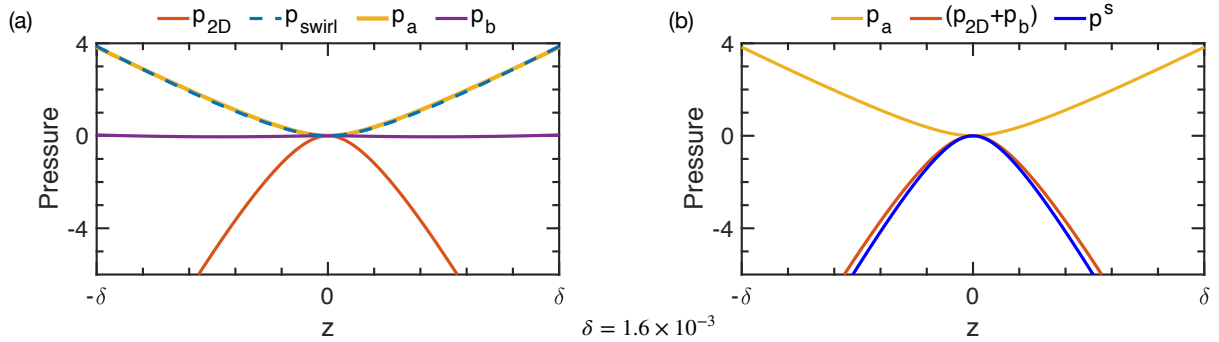 (a) p2D pswirl pa pb
4
0
-4
Pressure
-δ 0 δ
z
(b) pa (p2D+pb) p^s
4
0
-4
Pressure
-δ 0 δ
z
δ = 1.6 × 10⁻³